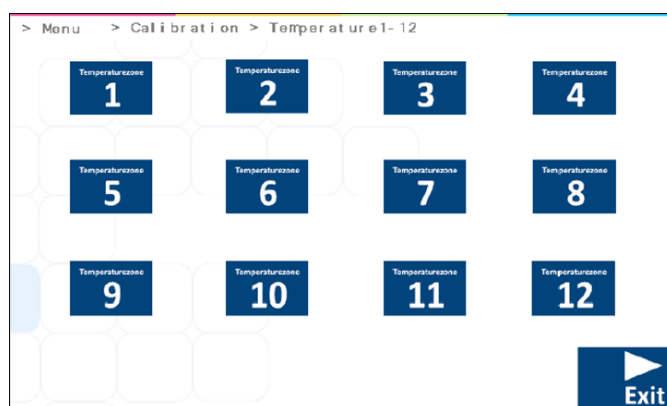 > Menu > Calibration > Temperature1-12
Temperaturezone Temperaturezone Temperaturezone Temperaturezone
1 2 3 4
Temperaturezone Temperaturezone Temperaturezone Temperaturezone
5 6 7 8
Temperaturezone Temperaturezone Temperaturezone Temperaturezone
9 10 11 12
Exit